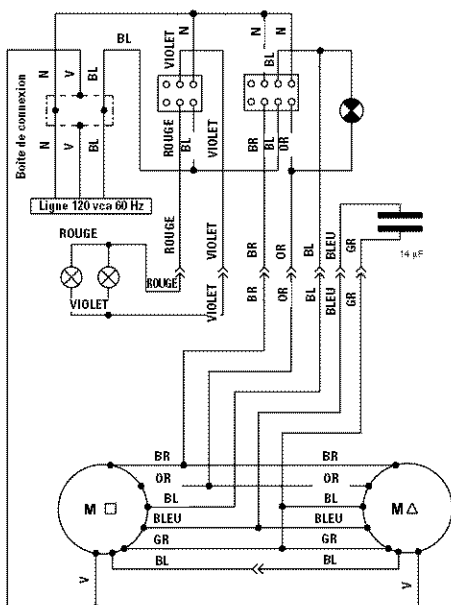 BL
VIOLET
N
N
N
BL
Boite de connexion
N
V
BL
N
V
BL
ROUGE
BL
VIOLET
BR
BL
OR
Ligne 120 vca 60 Hz
ROUGE
ROUGE
VIOLET
BR
OR
BL
BLEU
GR
14 µF
VIOLET
ROUGE
VIOLET
BR
OR
BL
BLEU
GR
BR
BR
OR
OR
M
BL
BL
M
BLEU
BLEU
GR
GR
BL
BL
V
V